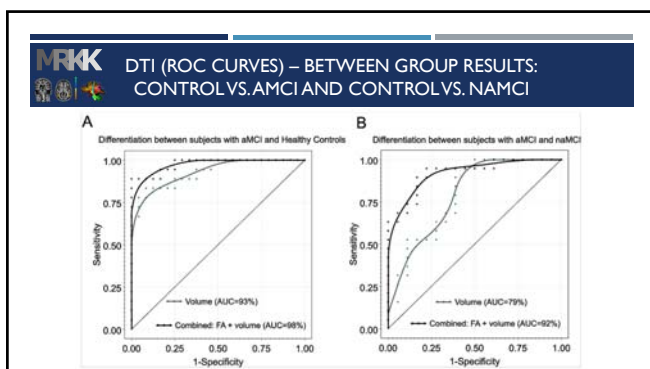 MRKK
DTI (ROC CURVES) – BETWEEN GROUP RESULTS:
CONTROL VS. AMCI AND CONTROL VS. NAMCI
A
Differentiation between subjects with aMCI and Healthy Controls
1.00
0.75
0.50
0.25
0.00
Sensitivity
Volume (AUC=93%)
Combined: FA + volume (AUC=98%)
0.00 0.25 0.50 0.75 1.00
1-Specificity
B
Differentiation between subjects with aMCI and naMCI
1.00
0.75
0.50
0.25
0.00
Sensitivity
Volume (AUC=79%)
Combined: FA + volume (AUC=92%)
0.00 0.25 0.50 0.75 1.00
1-Specificity